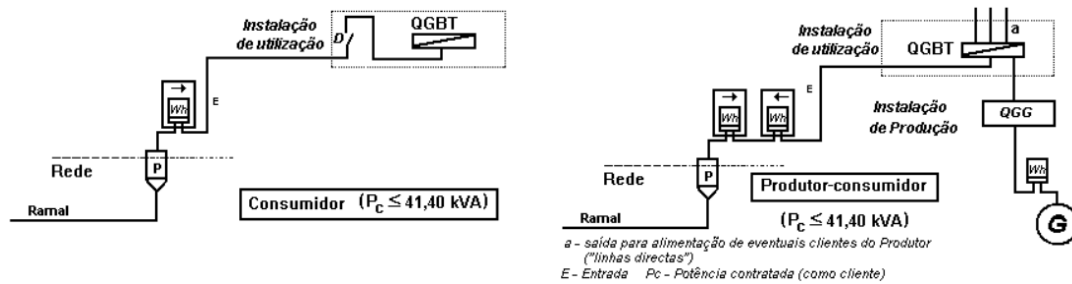 Instalação
de utilização
D
QGBT
Wh
E
Rede
P
Ramal
Consumidor (Pc ≤ 41,40 kVA)
a
Instalação
de utilização
QGBT
E
Wh
Wh
Instalação
de Produção
QGG
Wh
G
Rede
P
Ramal
Produtor-consumidor
(Pc ≤ 41,40 kVA)
a - saída para alimentação de eventuais clientes do Produtor
("linhas directas")
E - Entrada Pc - Potência contratada (como cliente)